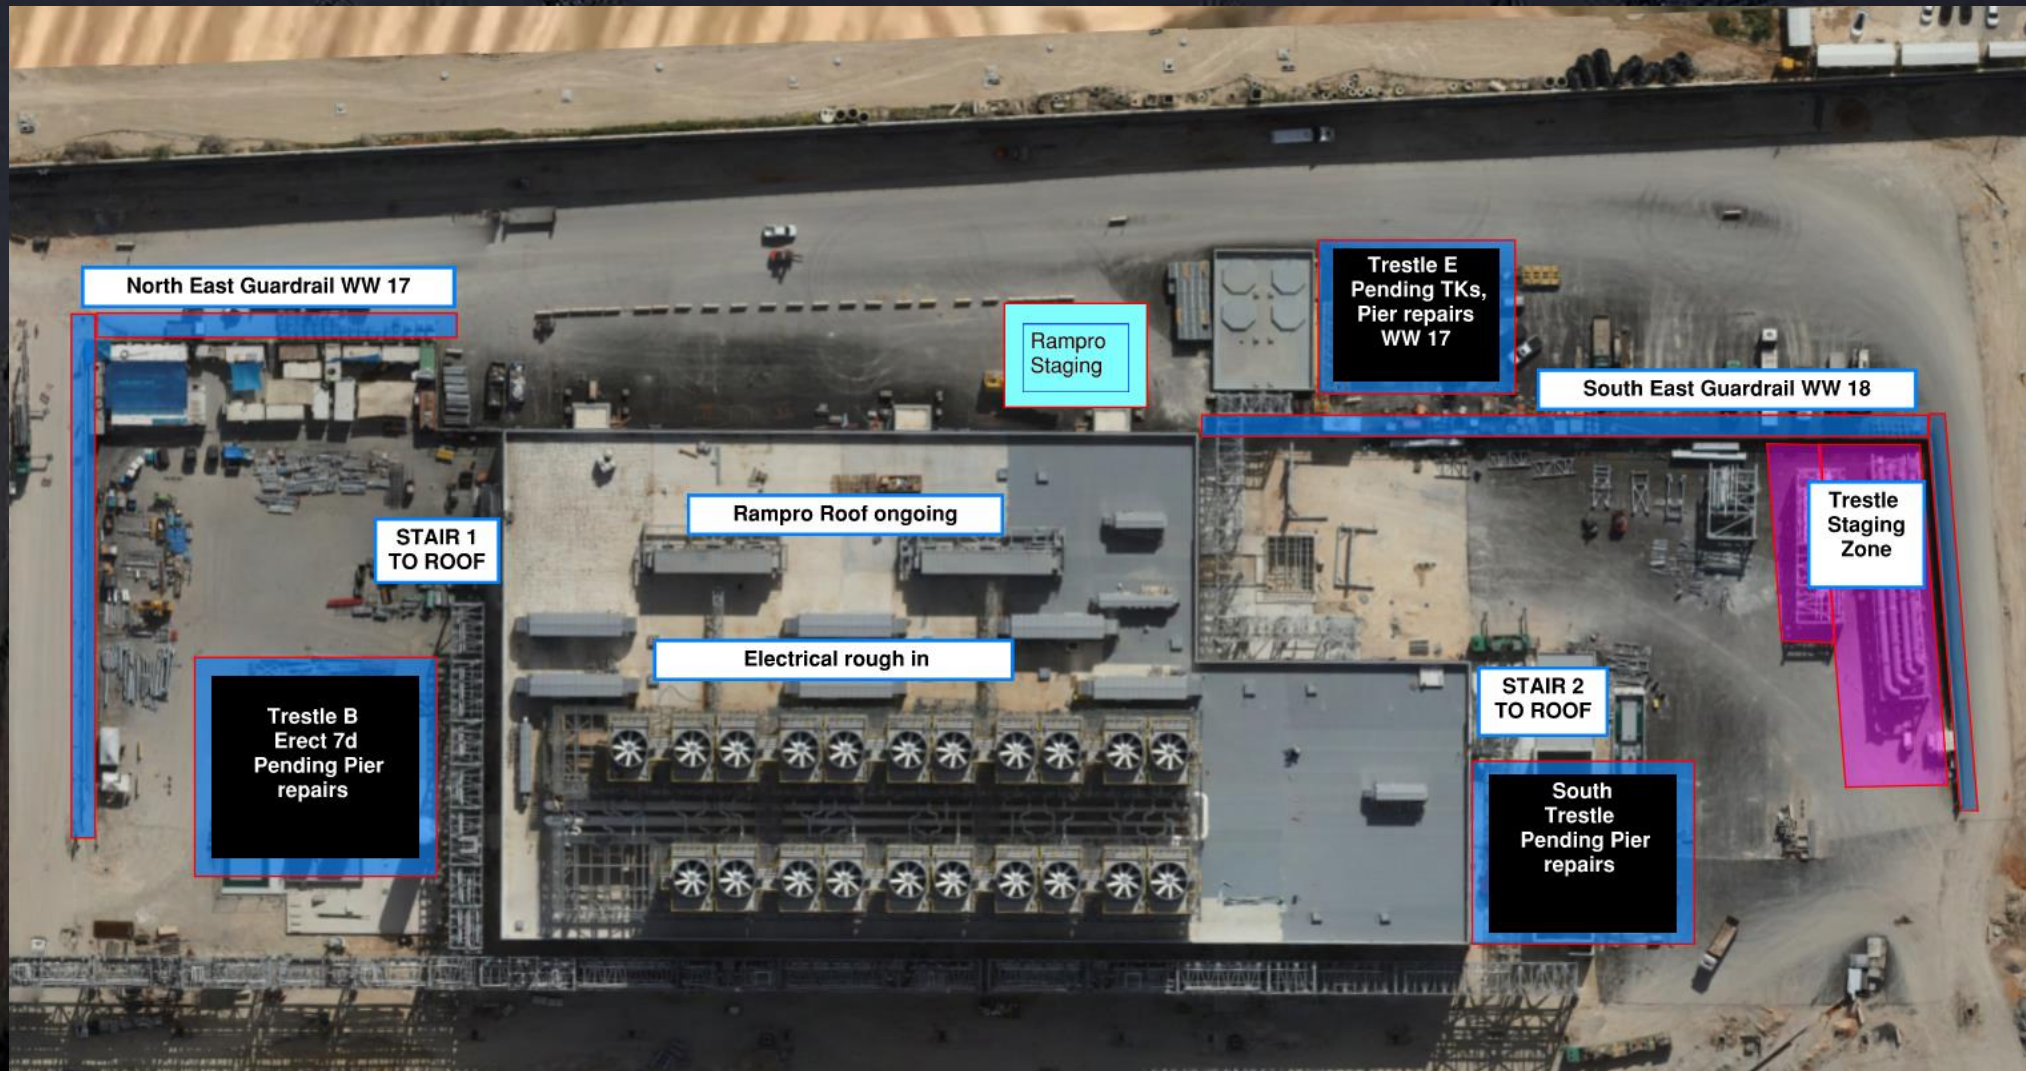 North East Guardrail WW 17
Trestle E
Pending TKs,
Pier repairs
WW 17
Rampro
Staging
South East Guardrail WW 18
Rampro Roof ongoing
Trestle
Staging
Zone
STAIR 1
TO ROOF
Electrical rough in
STAIR 2
TO ROOF
Trestle B
Erect 7d
Pending Pier
repairs
South
Trestle
Pending Pier
repairs